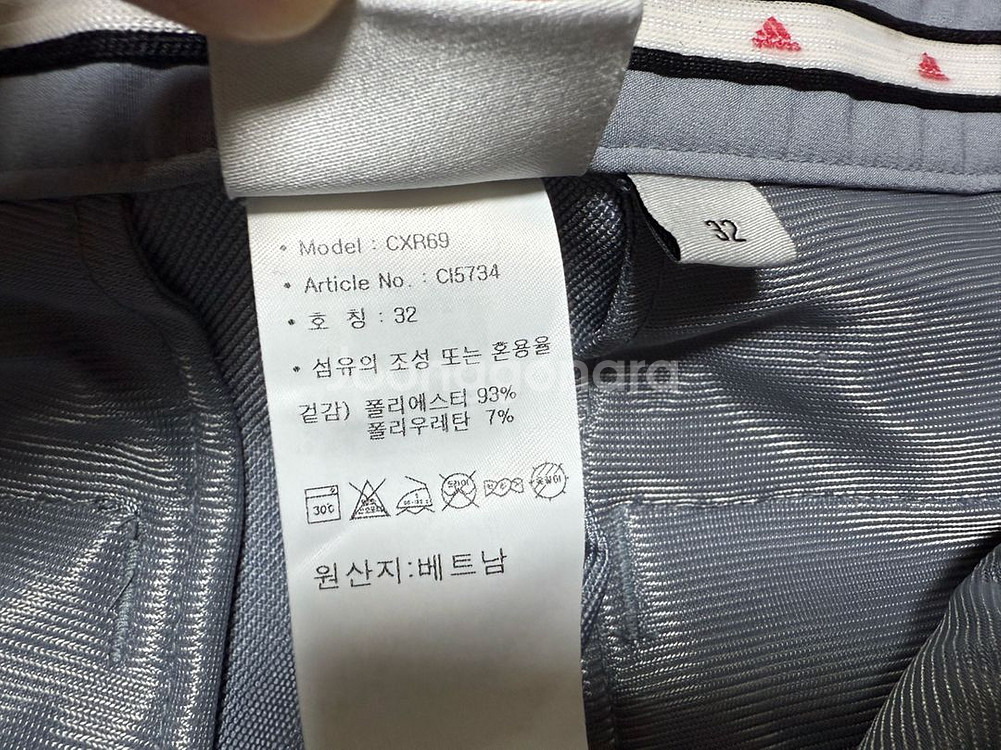 adidas
32
• Model : CXR69
• Article No. : CI5734
• 호 칭 : 32
• 섬유의 조성 또는 혼용율
겉감) 폴리에스터 93%
폴리우레탄 7%
30℃
원산지:베트남
Joonggonara